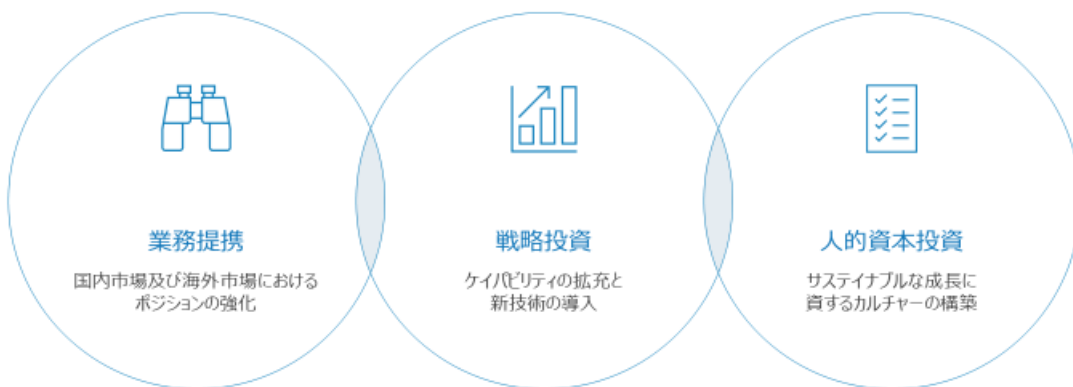 業務提携
国内市場及び海外市場における
ポジションの強化
戦略投資
ケイパビリティの拡充と
新技術の導入
人的資本投資
サステイナブルな成長に
資するカルチャーの構築